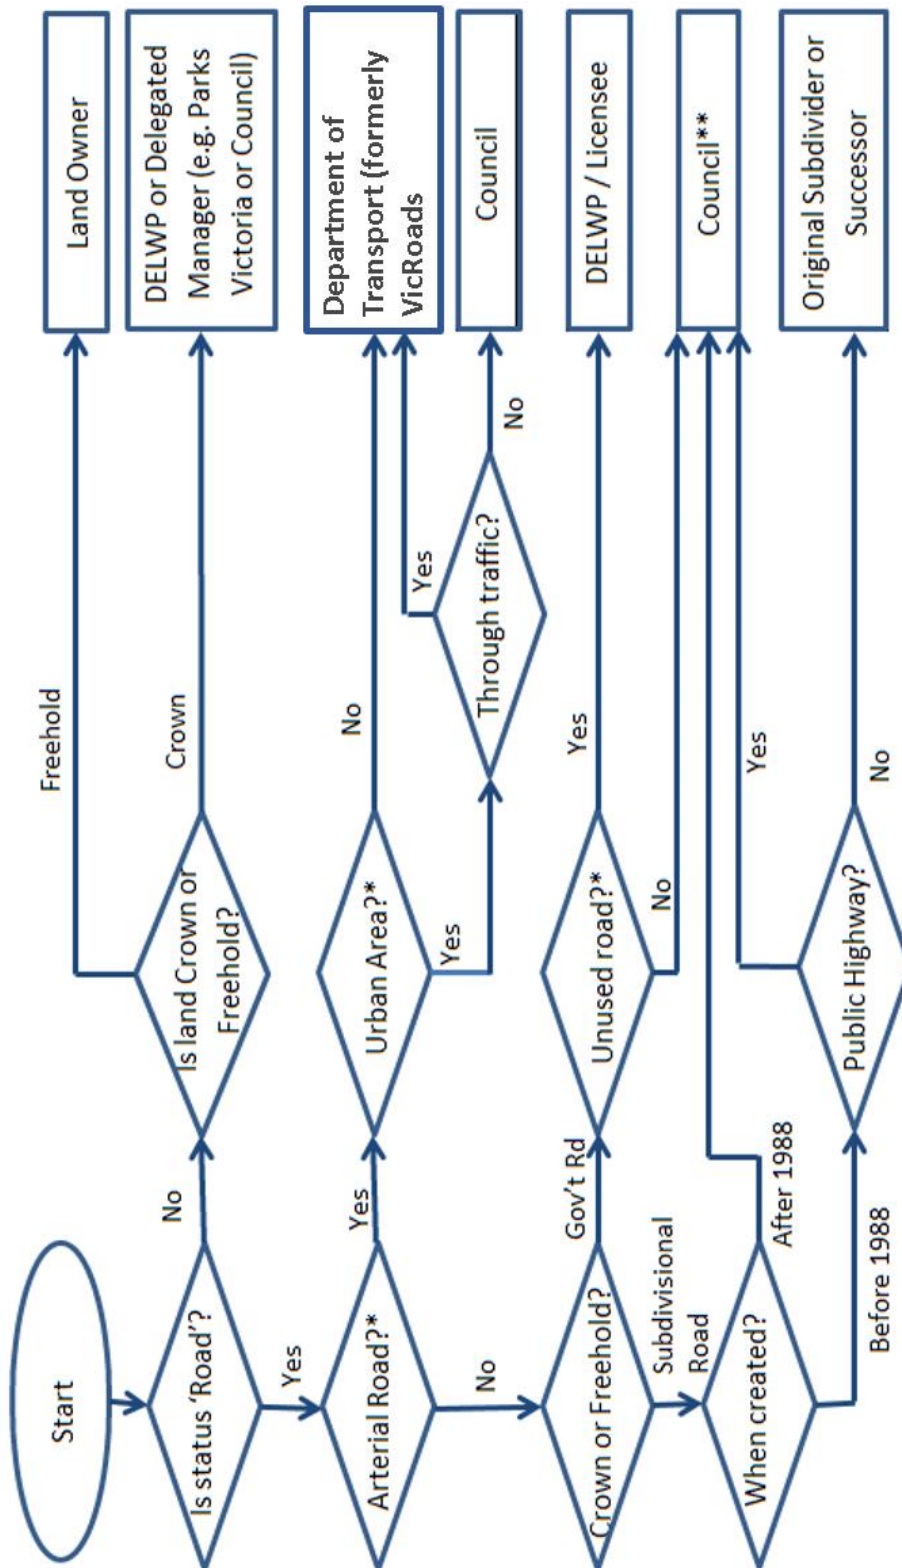 Start
Is status 'Road'?
No
Is land Crown or
Freehold?
Freehold
Land Owner
Crown
DELWP or Delegated
Manager (e.g. Parks
Victoria or Council)
Yes
Arterial Road?*
Yes
Urban Area?*
No
Department of
Transport (formerly
VicRoads
Yes
Through traffic?
Yes
No
Council
No
Crown or Freehold?
Gov't Rd
Unused road?*
Yes
DELWP / Licensee
No
Council**
Subdivisional
Road
When created?
After 1988
Before 1988
Public Highway?
Yes
No
Original Subdivider or
Successor